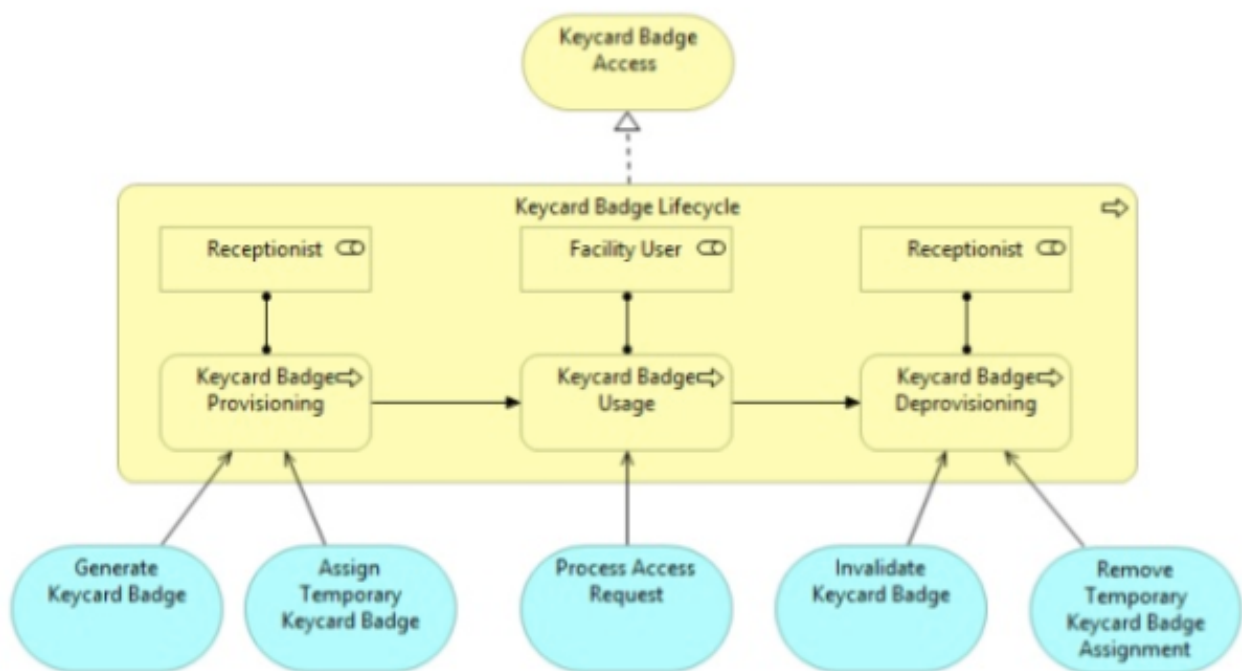 Keycard Badge
Access
Keycard Badge Lifecycle
Receptionist
Facility User
Receptionist
Keycard Badge
Provisioning
Keycard Badge
Usage
Keycard Badge
Deprovisioning
Generate
Keycard Badge
Assign
Temporary
Keycard Badge
Process Access
Request
Invalidate
Keycard Badge
Remove
Temporary
Keycard Badge
Assignment